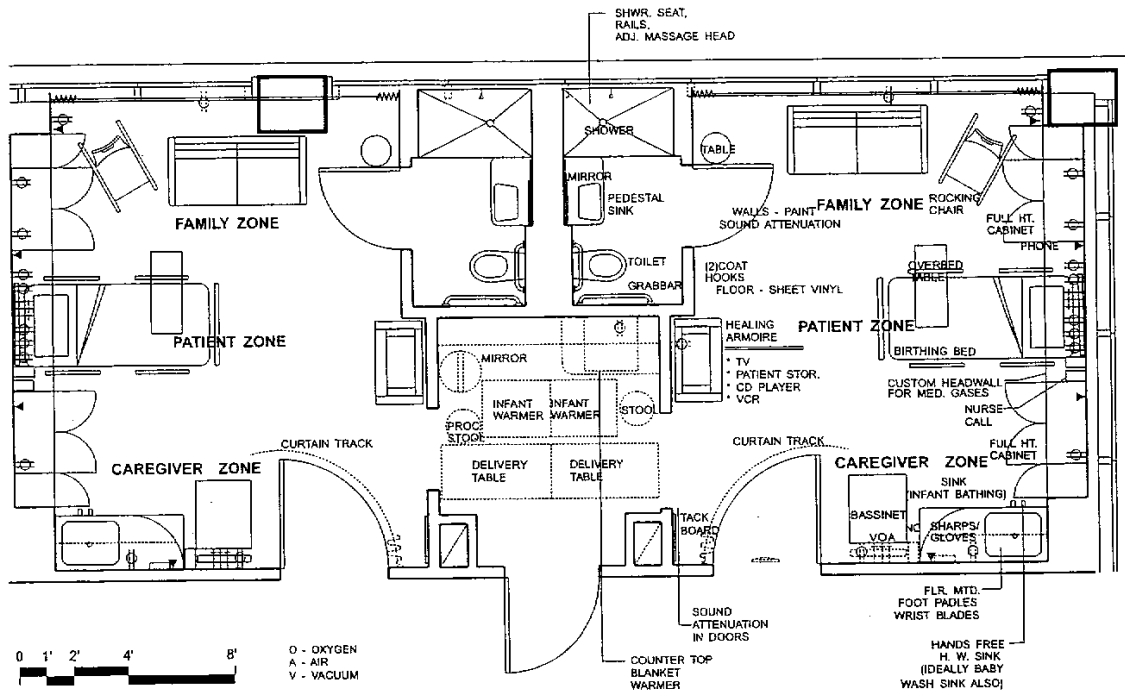 SHWR. SEAT,
RAILS,
ADJ. MASSAGE HEAD
SHOWER
TABLE
MIRROR
PEDESTAL
SINK
FAMILY ZONE
FAMILY ZONE
ROCKING
CHAIR
WALLS - PAINT
SOUND ATTENUATION
FULL HT.
CABINET
PHONE
TOILET
GRABBAR
(2)COAT
HOOKS
FLOOR - SHEET VINYL
OVERBED
TABLE
PATIENT ZONE
PATIENT ZONE
HEALING
ARMOIRE
* TV
* PATIENT STOR.
* CD PLAYER
* VCR
BIRTHING BED
MIRROR
CUSTOM HEADWALL
FOR MED. GASES
NURSE
CALL
INFANT
WARMER
INFANT
WARMER
STOOL
PROC
STOOL
CURTAIN TRACK
CURTAIN TRACK
FULL HT.
CABINET
CAREGIVER ZONE
CAREGIVER ZONE
DELIVERY
TABLE
DELIVERY
TABLE
SINK
(INFANT BATHING)
TACK
BOARD
BASSINET
VOA
SHARPS/
GLOVES
FLR. MTD.
FOOT PADLES
WRIST BLADES
SOUND
ATTENUATION
IN DOORS
HANDS FREE
H. W. SINK
(IDEALLY BABY
WASH SINK ALSO)
COUNTER TOP
BLANKET
WARMER
0 1' 2' 4' 8'
O - OXYGEN
A - AIR
V - VACUUM